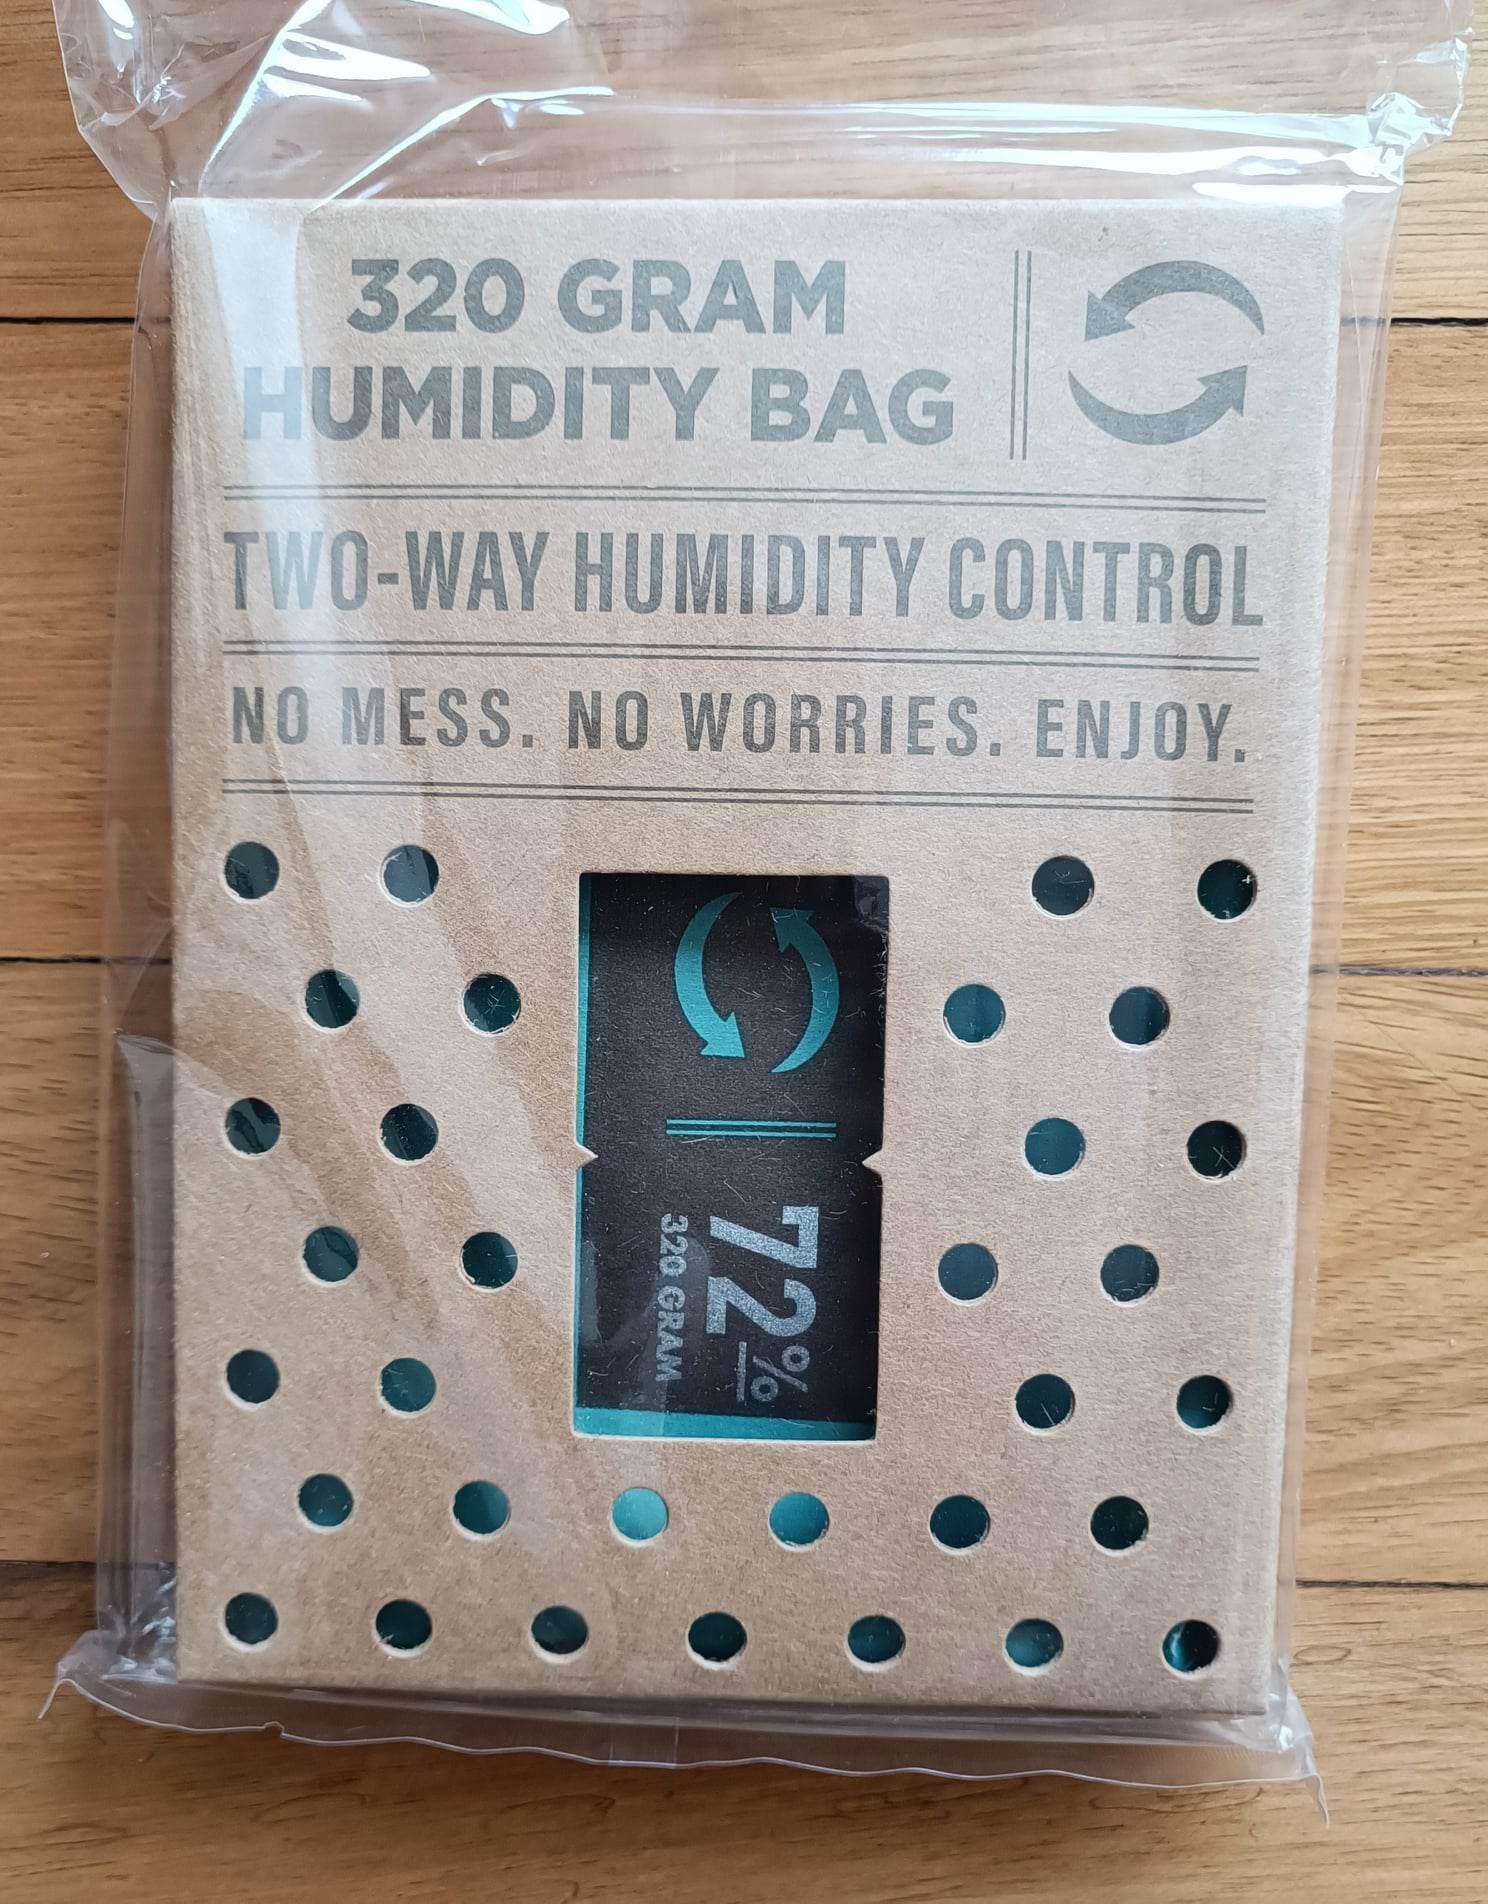 320 GRAM
HUMIDITY BAG
TWO-WAY HUMIDITY CONTROL
NO MESS. NO WORRIES. ENJOY.
72%
320 GRAM